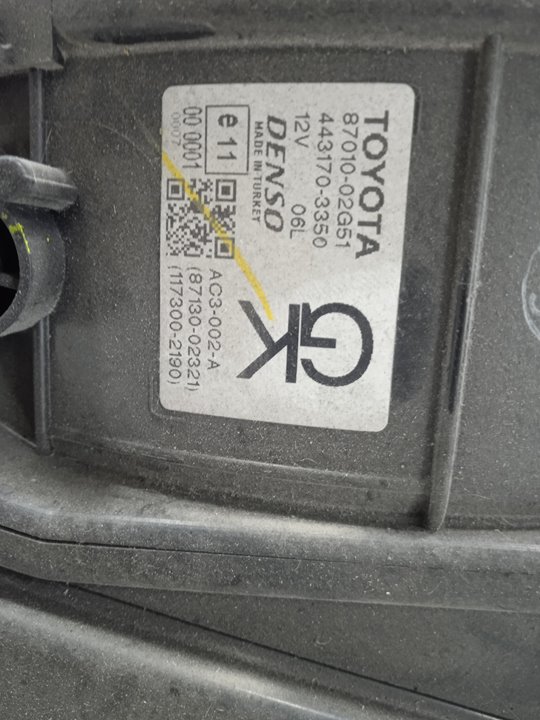 TOYOTA
87010-02G51
443170-3350
12V 06L
DENSO
MADE IN TURKEY
e 11
00 0001
0007
GK
AC3-002-A
(87130-02321)
(117300-2190)